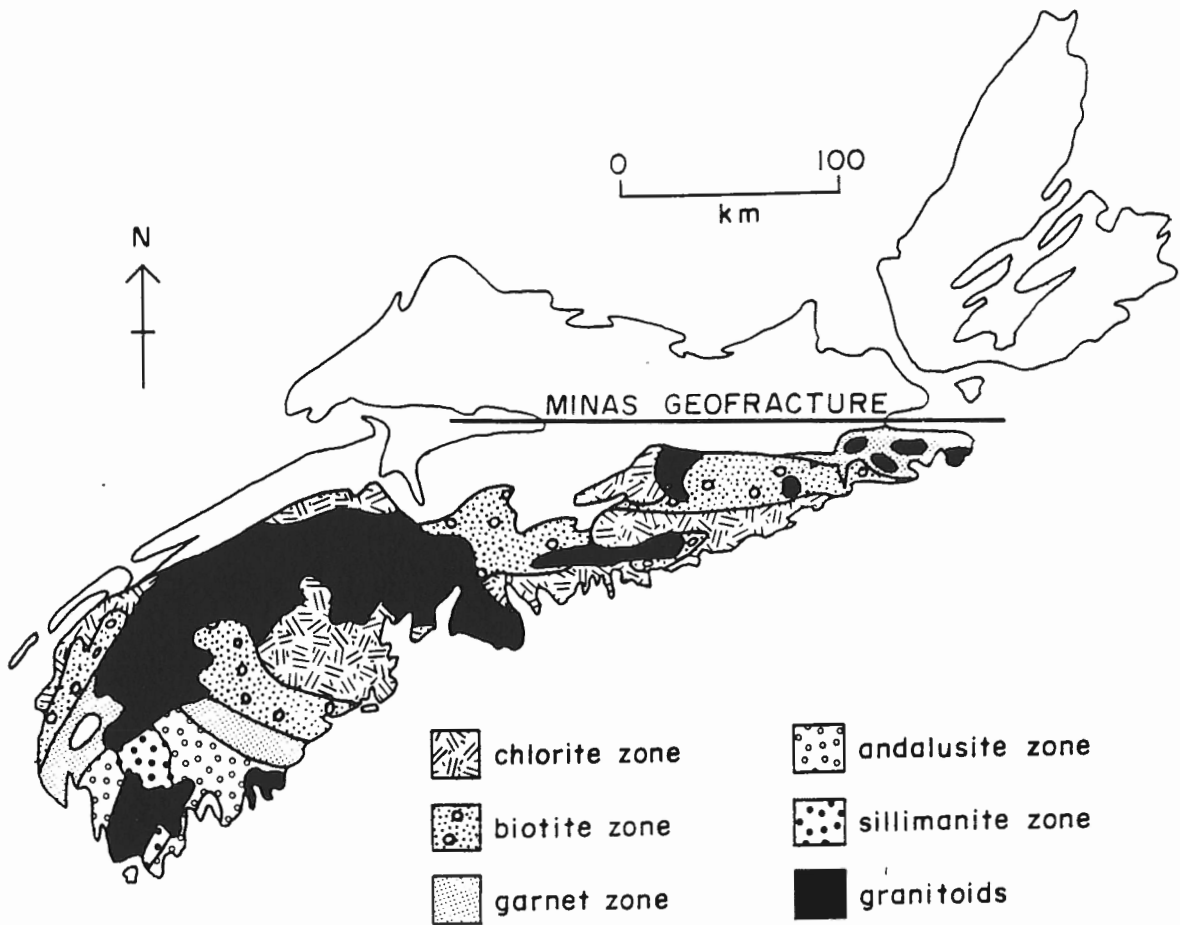 0 100
km
N
MINAS GEOFRACTURE
chlorite zone
andalusite zone
biotite zone
sillimanite zone
garnet zone
granitoids